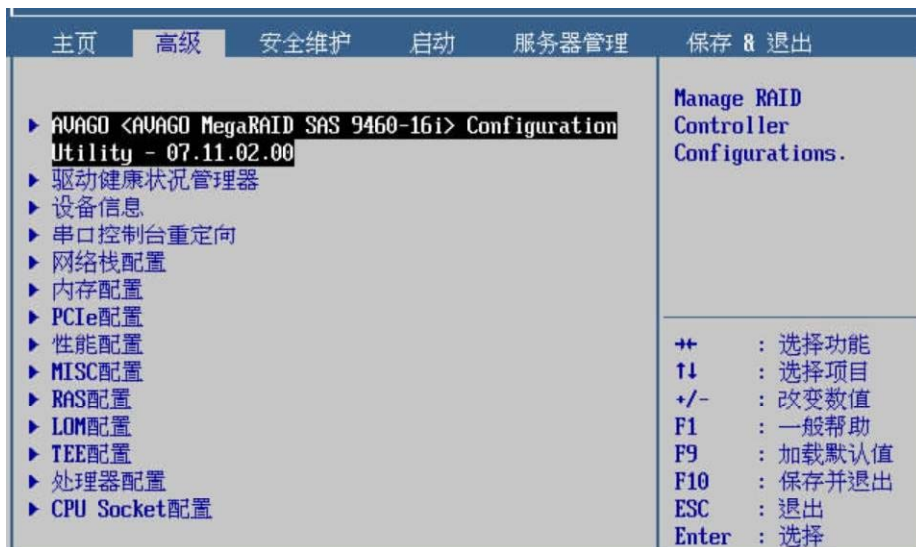 主页 高级 安全维护 启动 服务器管理 保存 & 退出
▶ AVAGO <AVAGO MegaRAID SAS 9460-16i> Configuration
Utility - 07.11.02.00
▶ 驱动健康状况管理器
▶ 设备信息
▶ 串口控制台重定向
▶ 网络栈配置
▶ 内存配置
▶ PCIe配置
▶ 性能配置
▶ MISC配置
▶ RAS配置
▶ LOM配置
▶ TEE配置
▶ 处理器配置
▶ CPU Socket配置
Manage RAID
Controller
Configurations.
→← : 选择功能
↑↓ : 选择项目
+/- : 改变数值
F1 : 一般帮助
F9 : 加载默认值
F10 : 保存并退出
ESC : 退出
Enter : 选择